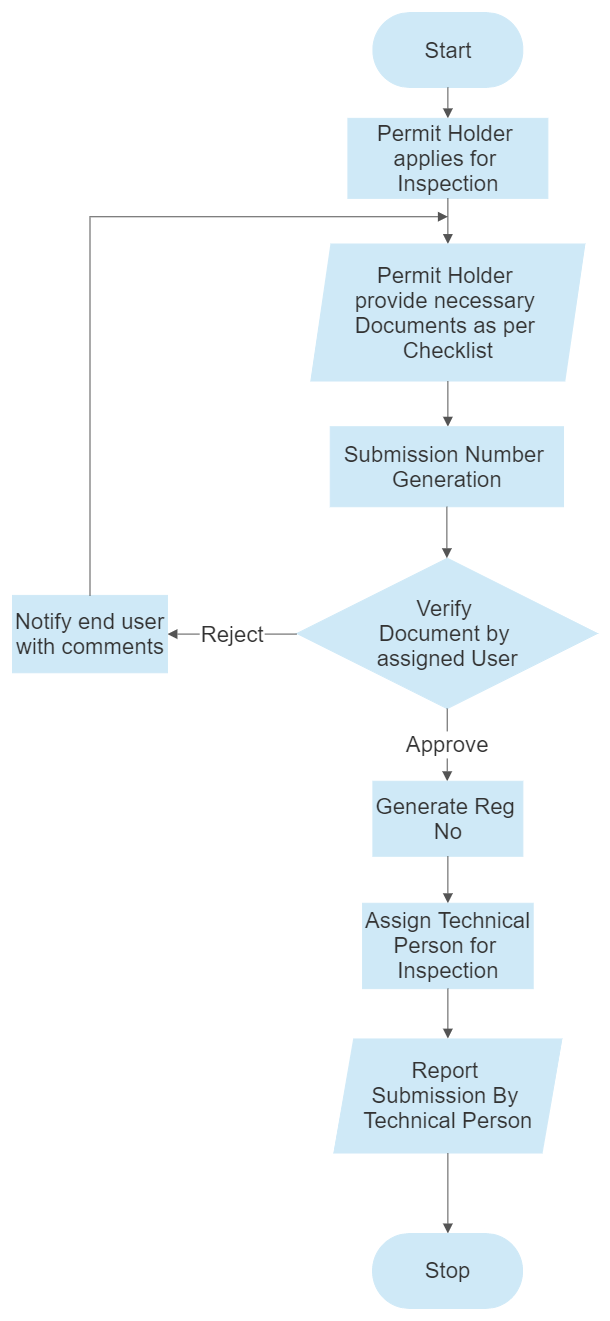 Start
Permit Holder
applies for
Inspection
Permit Holder
provide necessary
Documents as per
Checklist
Submission Number
Generation
Verify
Document by
assigned User
Reject
Notify end user
with comments
Approve
Generate Reg
No
Assign Technical
Person for
Inspection
Report
Submission By
Technical Person
Stop